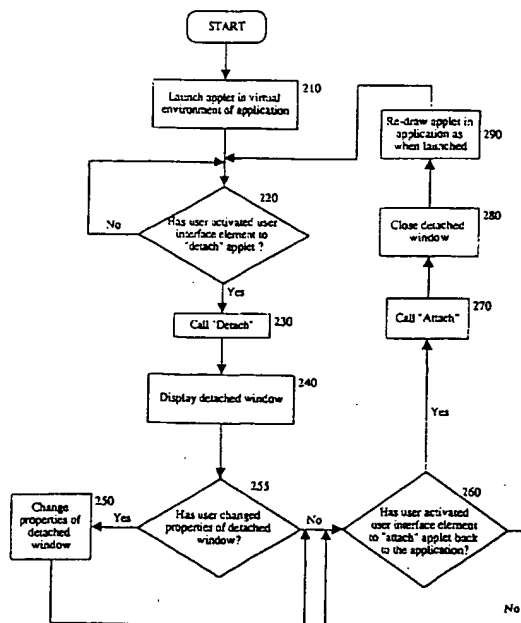 START
210
Launch applet in virtual
environment of application
220
Has user activated user
interface element to
"detach" applet ?
No
Yes
Call "Detach"
230
240
Display detached window
255
Has user changed
properties of detached
window?
Yes
No
250
Change
properties of
detached
window
260
Has user activated
user interface element
to "attach" applet back
to the application?
No
Yes
270
Call "Attach"
280
Close detached
window
290
Re-draw applet in
application as
when launched